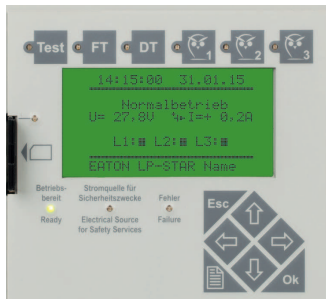 Test FT DT 1 2 3
14:15:00 31.01.15
Normalbetrieb
U= 27,8V I=+ 0,2A
L1: L2: L3:
EATON LP-STAR Name
Betriebs-
bereit
Ready
Stromquelle für
Sicherheitszwecke
Electrical Source
for Safety Services
Fehler
Failure
Esc
Ok